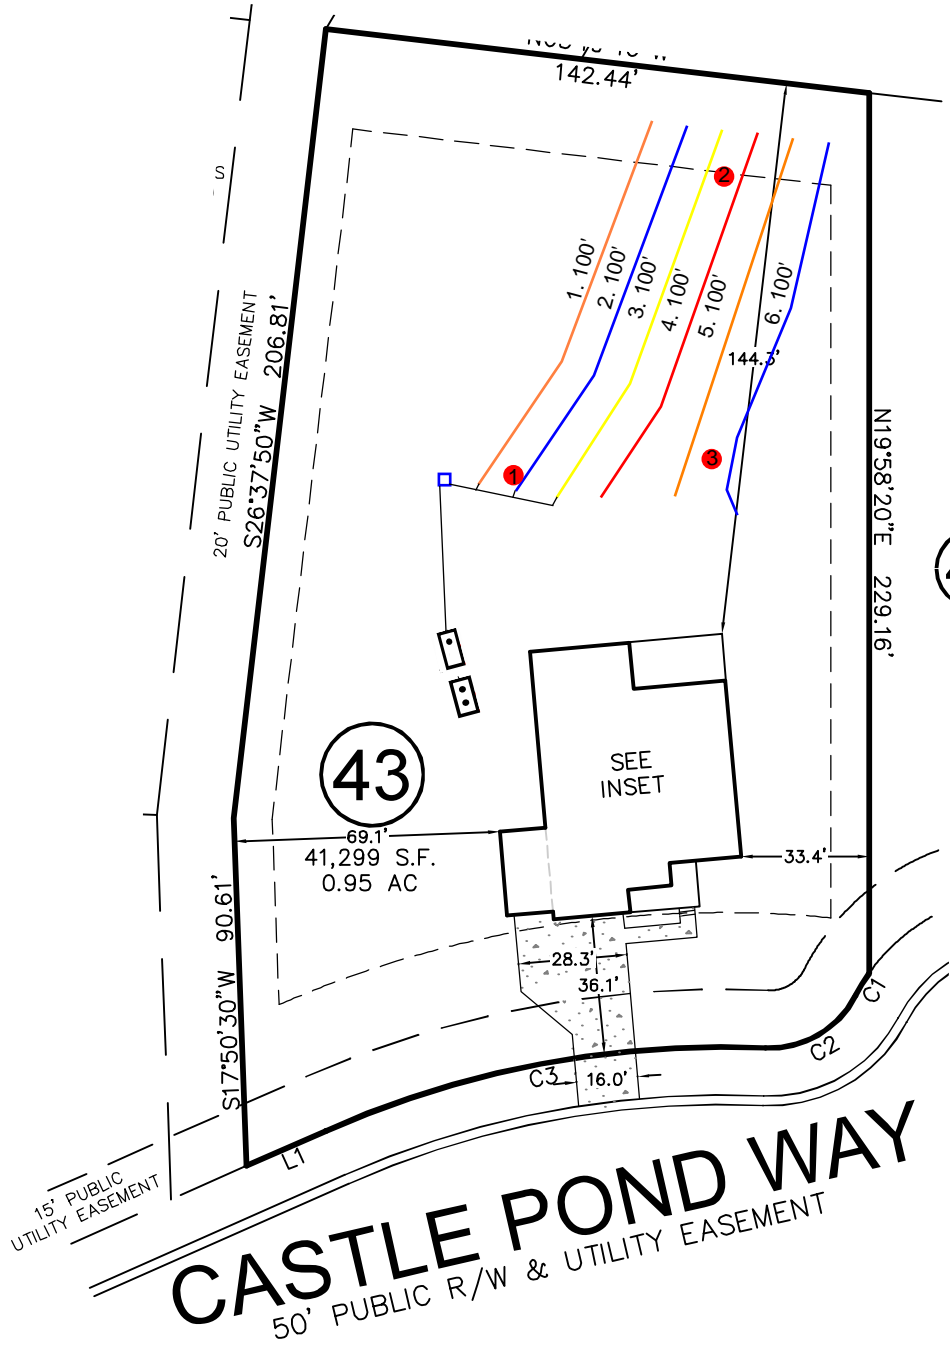 142.44'
S
2
1. 100'
2. 100'
3. 100'
4. 100'
5. 100'
6. 100'
144.3'
20' PUBLIC UTILITY EASEMENT
S26°37'50"W 206.81'
1
3
N19°58'20"E 229.16'
SEE
INSET
43
69.1'
41,299 S.F.
0.95 AC
33.4'
S17°50'30"W 90.61'
28.3'
36.1'
C1
C2
C3
16.0'
L1
15' PUBLIC
UTILITY EASEMENT
CASTLE POND WAY
50' PUBLIC R/W & UTILITY EASEMENT